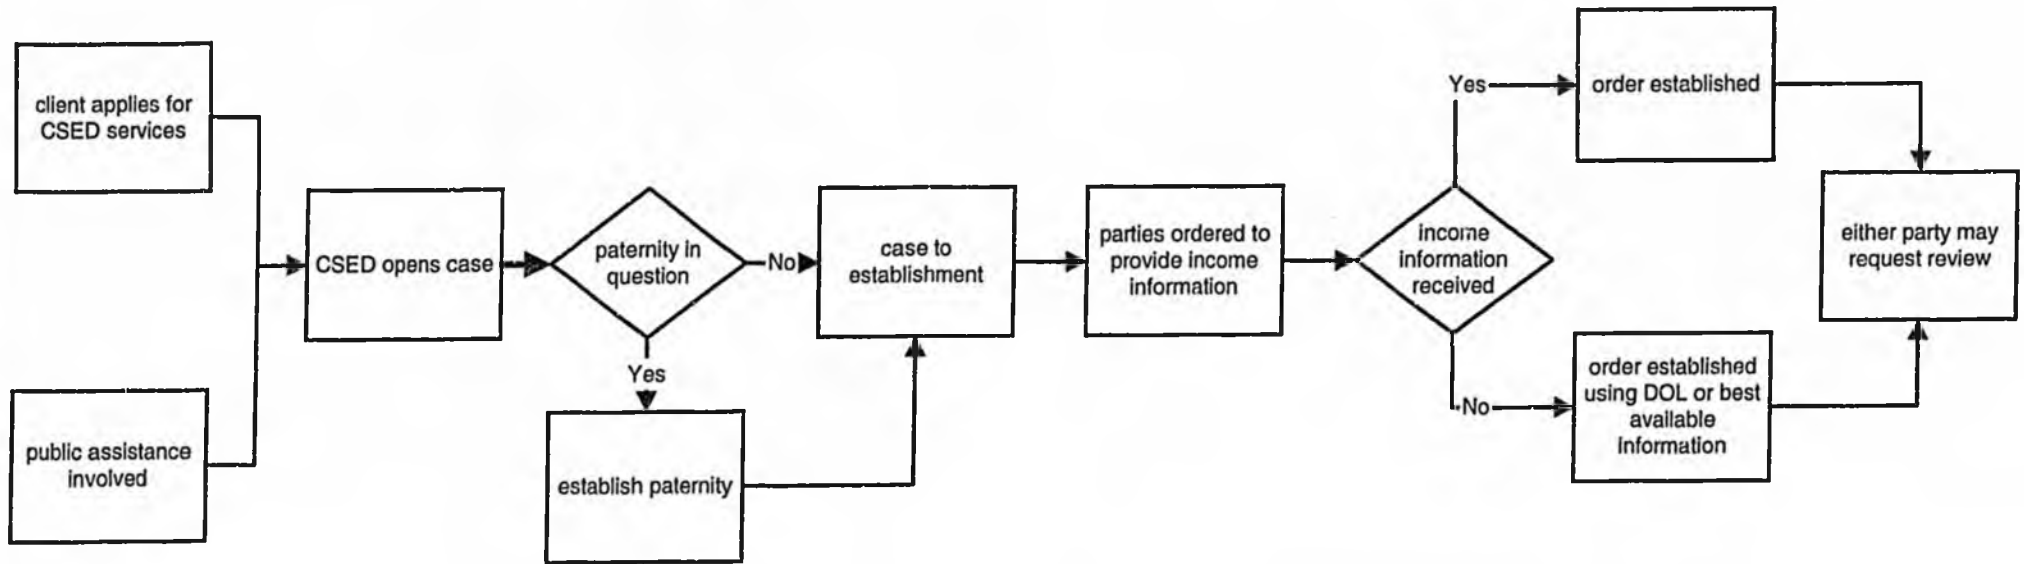 client applies for
CSED services
public assistance
involved
CSED opens case
paternity in
question
No
Yes
establish paternity
case to
establishment
parties ordered to
provide income
information
income
information
received
Yes
order established
No
order established
using DOL or best
available
information
either party may
request review